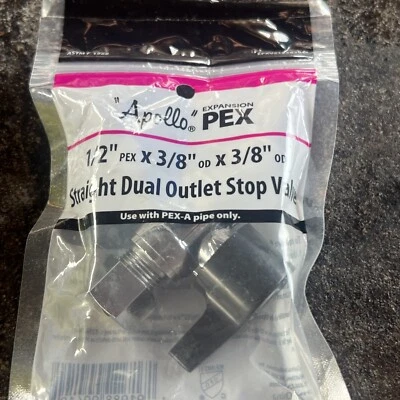 "Apollo"® EXPANSION PEX
1/2" PEX x 3/8" OD x 3/8" OD
Straight Dual Outlet Stop Valve
Use with PEX-A pipe only.